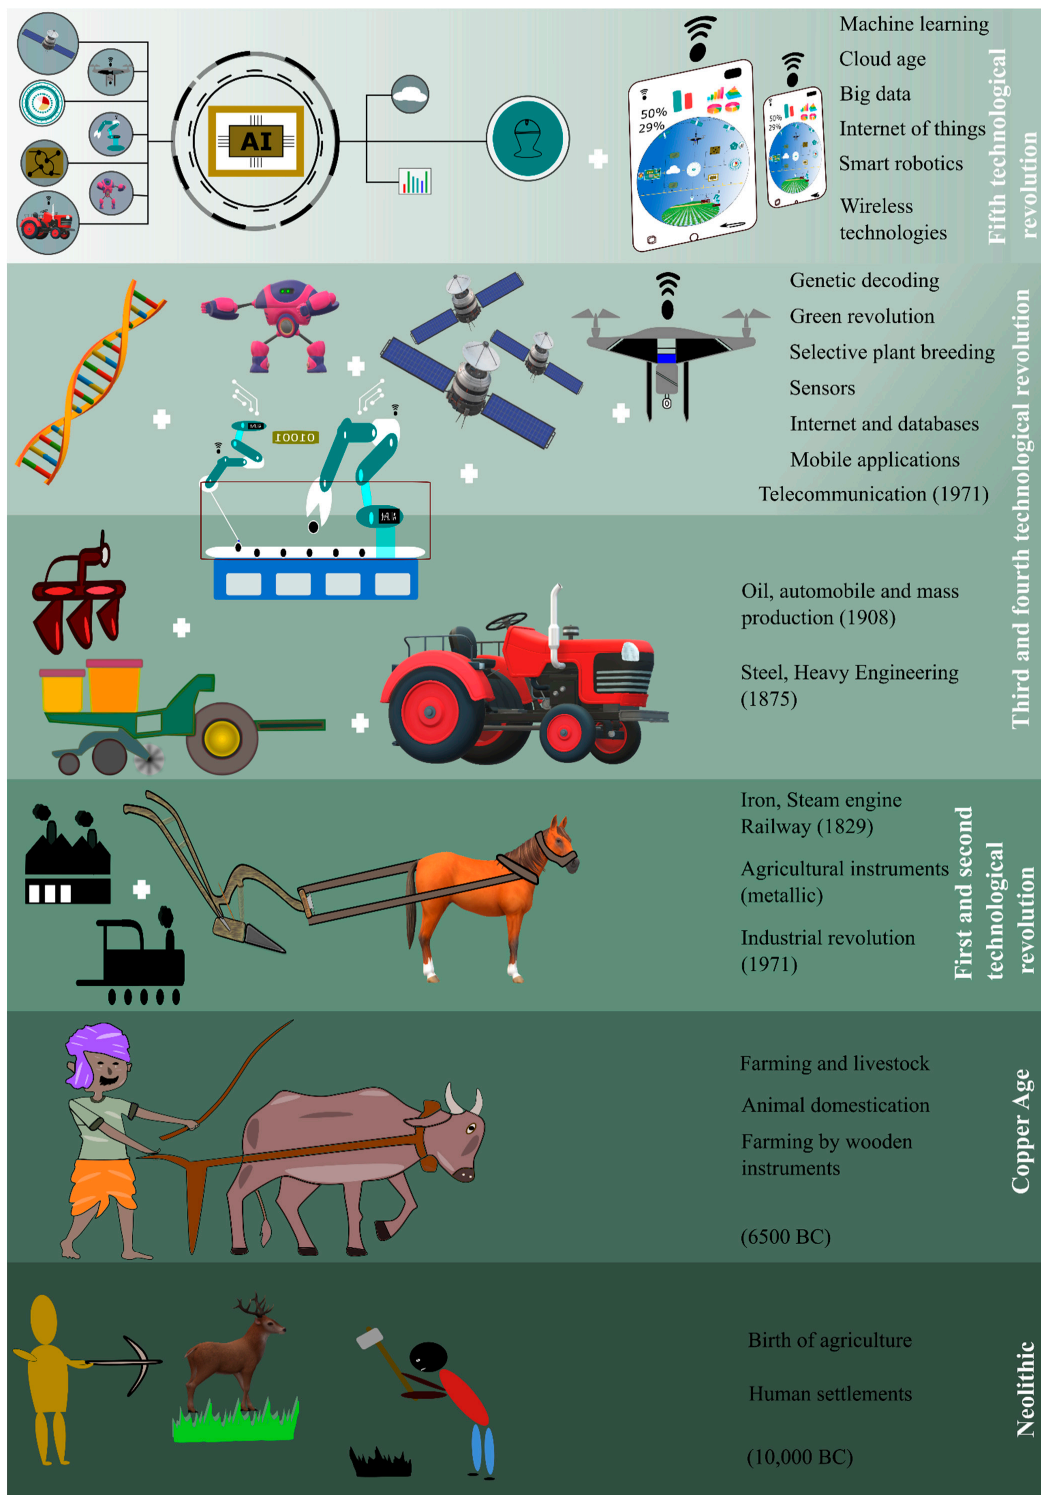 Machine learning
Cloud age
Big data
Internet of things
Smart robotics
Wireless
technologies
Fifth technological
revolution
AI
50%
29%
50%
29%
Genetic decoding
Green revolution
Selective plant breeding
Sensors
Internet and databases
Mobile applications
Telecommunication (1971)
Third and fourth technological revolution
01001
Oil, automobile and mass
production (1908)
Steel, Heavy Engineering
(1875)
Iron, Steam engine
Railway (1829)
Agricultural instruments
(metallic)
Industrial revolution
(1971)
First and second
technological
revolution
Farming and livestock
Animal domestication
Farming by wooden
instruments
(6500 BC)
Copper Age
Birth of agriculture
Human settlements
(10,000 BC)
Neolithic